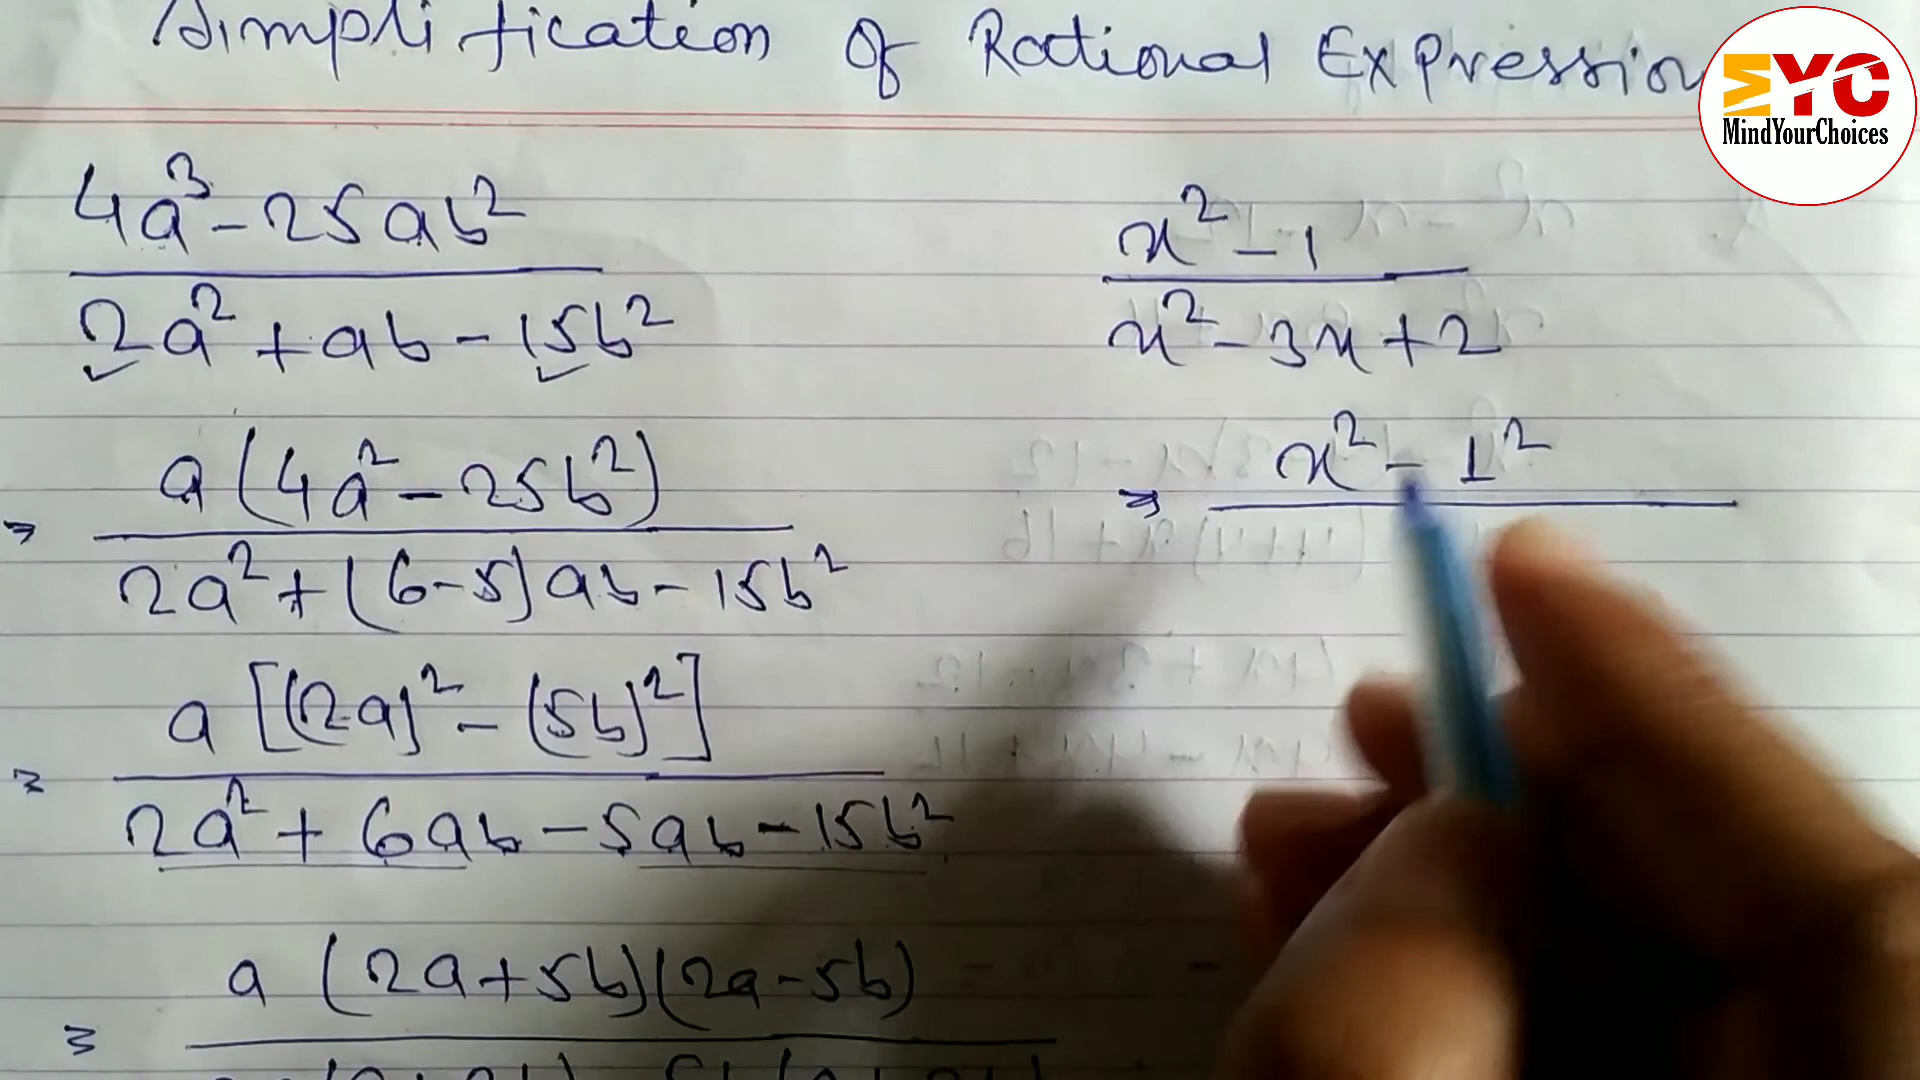 Simplification Of Rational Expression
MYC
MindYourChoices
4a³ - 25ab²
2a² + ab - 15b²
⇒ a(4a² - 25b²)
2a² + (6-5)ab - 15b²
= a[(2a)² - (5b)²]
2a² + 6ab - 5ab - 15b²
= a(2a+5b)(2a-5b)
x² - 1
x² - 3x + 2
⇒ x² - 1²